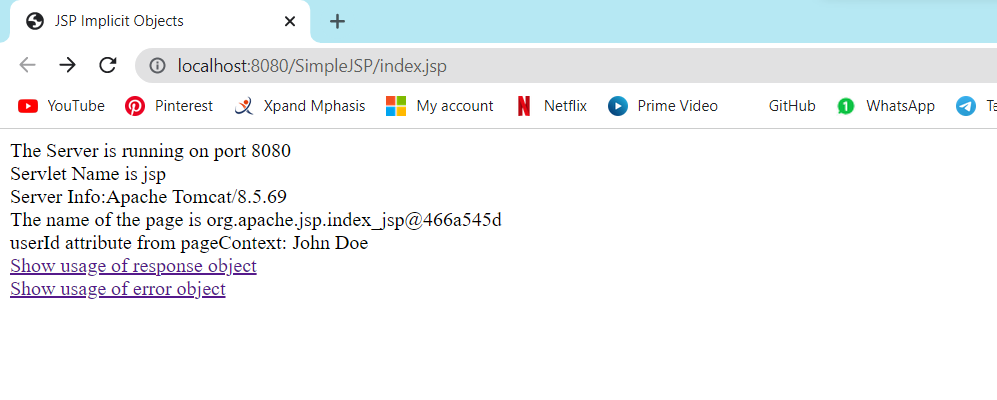 JSP Implicit Objects
localhost:8080/SimpleJSP/index.jsp
YouTube Pinterest Xpand Mphasis My account Netflix Prime Video GitHub 1 WhatsApp
The Server is running on port 8080
Servlet Name is jsp
Server Info:Apache Tomcat/8.5.69
The name of the page is org.apache.jsp.index_jsp@466a545d
userId attribute from pageContext: John Doe
Show usage of response object
Show usage of error object